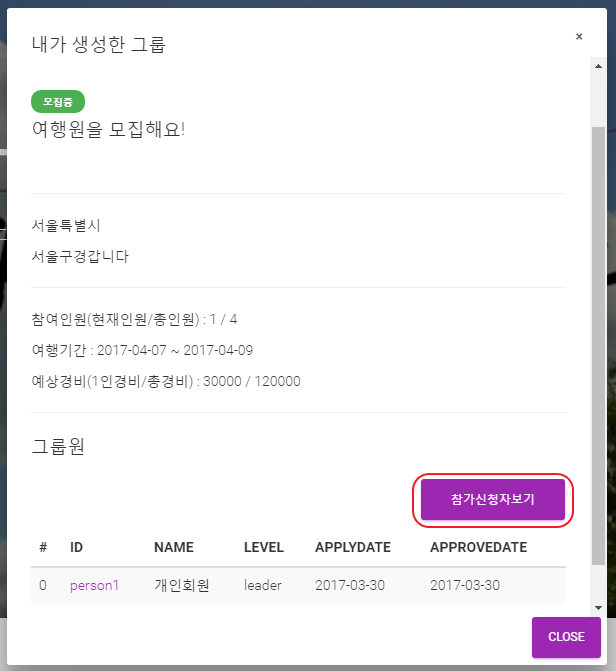 내가 생성한 그룹
×
모집중
여행원을 모집해요!
서울특별시
서울구경갑니다
참여인원(현재인원/총인원) : 1 / 4
여행기간 : 2017-04-07 ~ 2017-04-09
예상경비(1인경비/총경비) : 30000 / 120000
그룹원
참가신청자보기
# ID NAME LEVEL APPLYDATE APPROVEDATE
0 person1 개인회원 leader 2017-03-30 2017-03-30
CLOSE